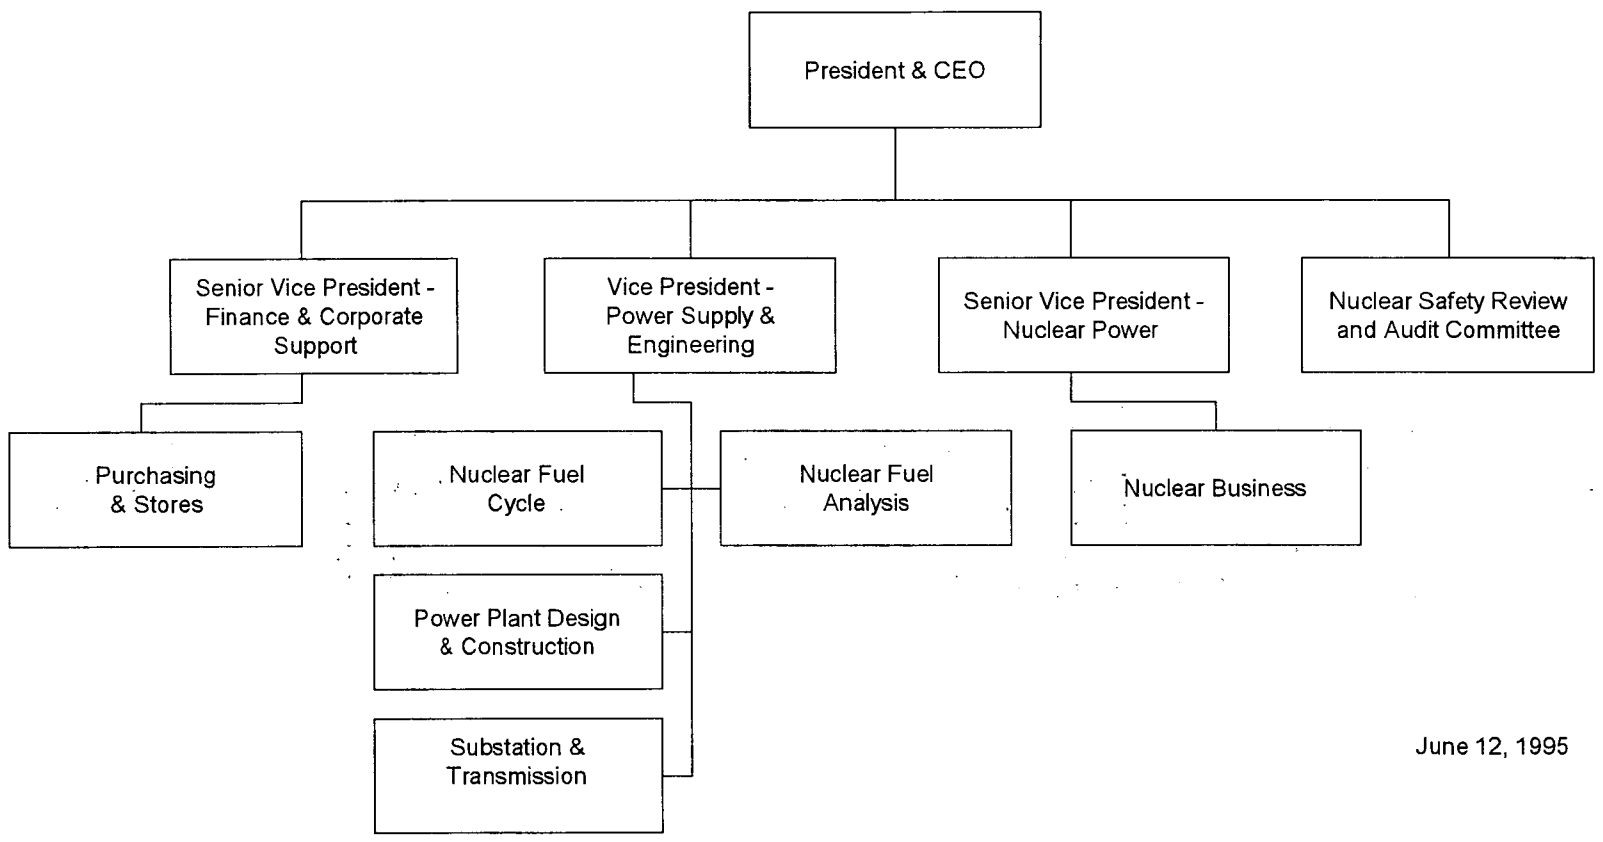 President & CEO
Senior Vice President -
Finance & Corporate
Support
Vice President -
Power Supply &
Engineering
Senior Vice President -
Nuclear Power
Nuclear Safety Review
and Audit Committee
Purchasing
& Stores
Nuclear Fuel
Cycle
Nuclear Fuel
Analysis
Nuclear Business
Power Plant Design
& Construction
Substation &
Transmission
June 12, 1995